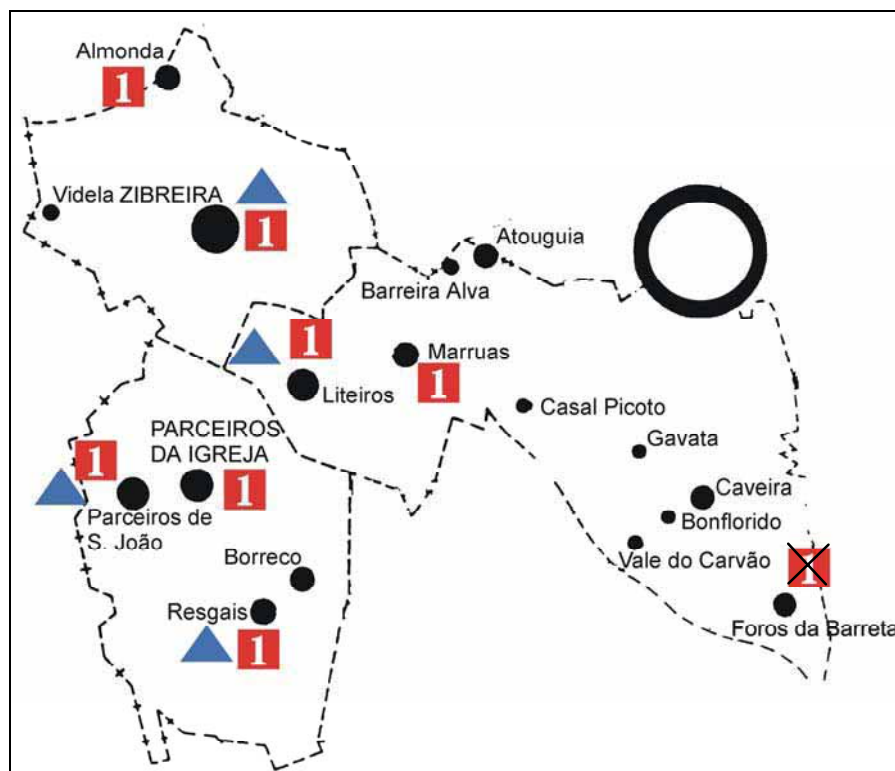 Almonda
1
Videla ZIBREIRA
1
Atouguia
Barreira Alva
1
Marruas
Liteiros
1
Casal Picoto
PARCEIROS
DA IGREJA
Gavata
1
1
Caveira
Parceiros de
S. João
Bonflorido
Borreco
Vale do Carvão
1
Resgais
Foros da Barreta
1